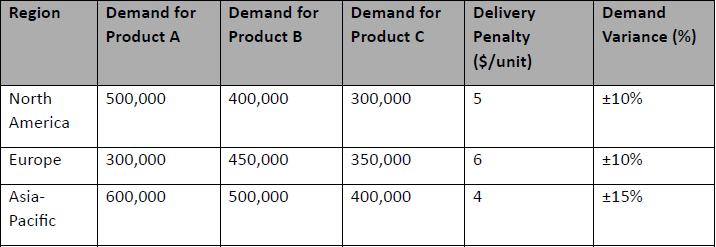 Region Demand for Product A Demand for Product B Demand for Product C Delivery Penalty ($/unit) Demand Variance (%)
North America 500,000 400,000 300,000 5 ±10%
Europe 300,000 450,000 350,000 6 ±10%
Asia-Pacific 600,000 500,000 400,000 4 ±15%